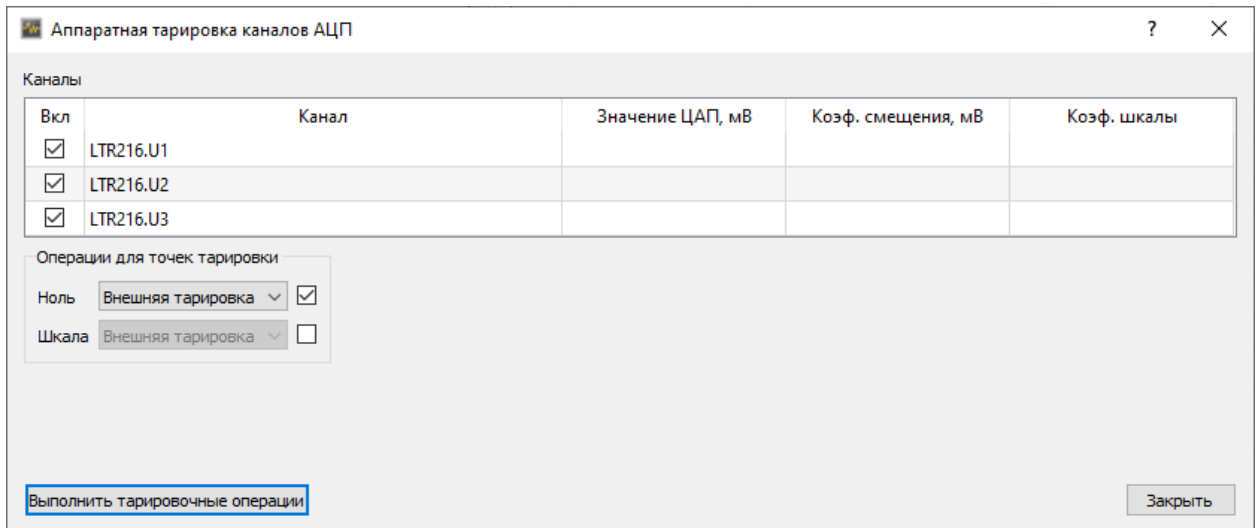 Аппаратная тарировка каналов АЦП ?
Каналы
Вкл Канал Значение ЦАП, мВ Коэф. смещения, мВ Коэф. шкалы
LTR216.U1
LTR216.U2
LTR216.U3
Операции для точек тарировки
Ноль Внешняя тарировка
Шкала Внешняя тарировка
Выполнить тарировочные операции Закрыть